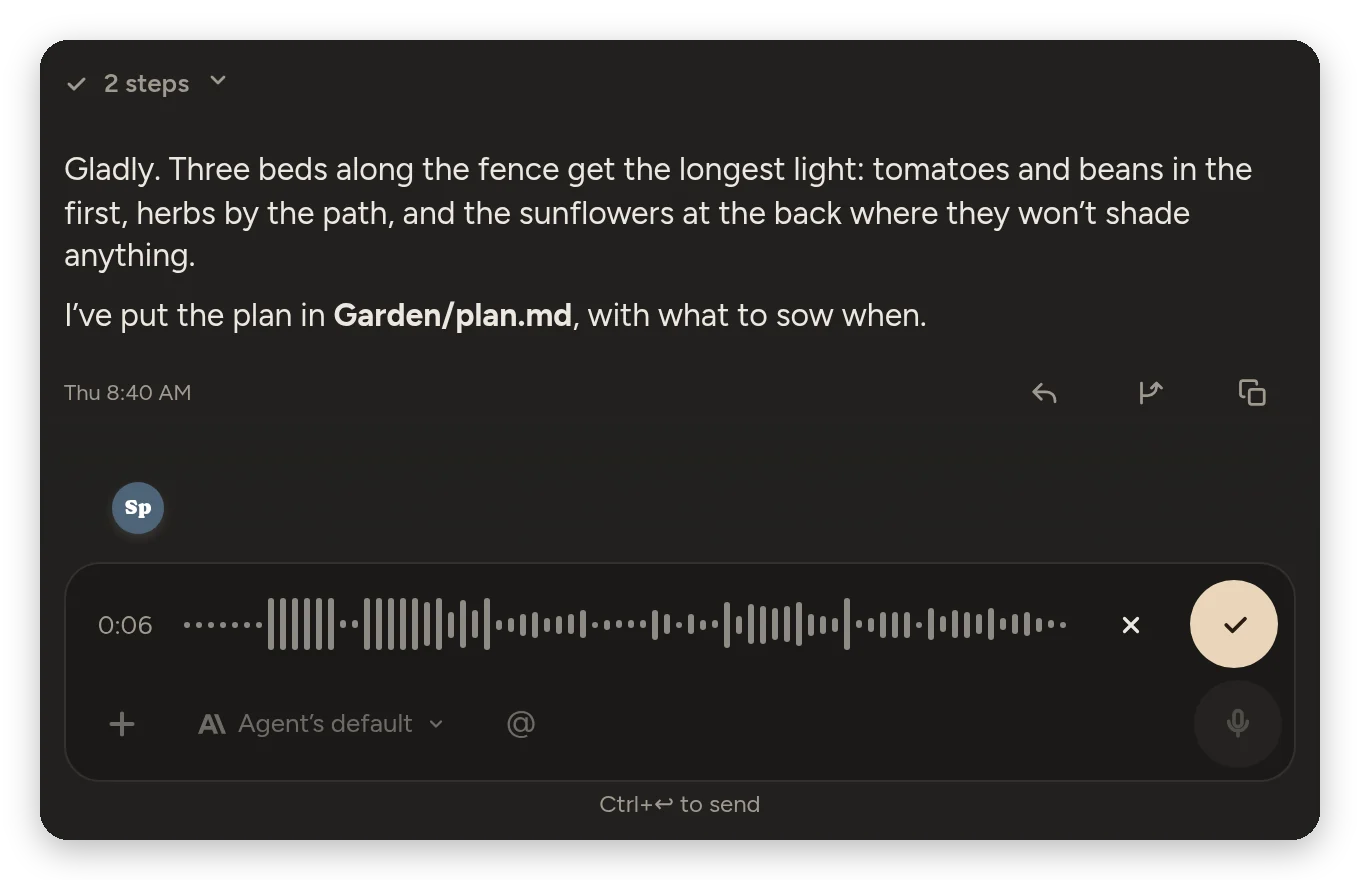 2 steps
Gladly. Three beds along the fence get the longest light: tomatoes and beans in the
first, herbs by the path, and the sunflowers at the back where they won’t shade
anything.
I’ve put the plan in Garden/plan.md, with what to sow when.
Thu 8:40 AM
Sp
0:06
Agent’s default
@
Ctrl+↩ to send